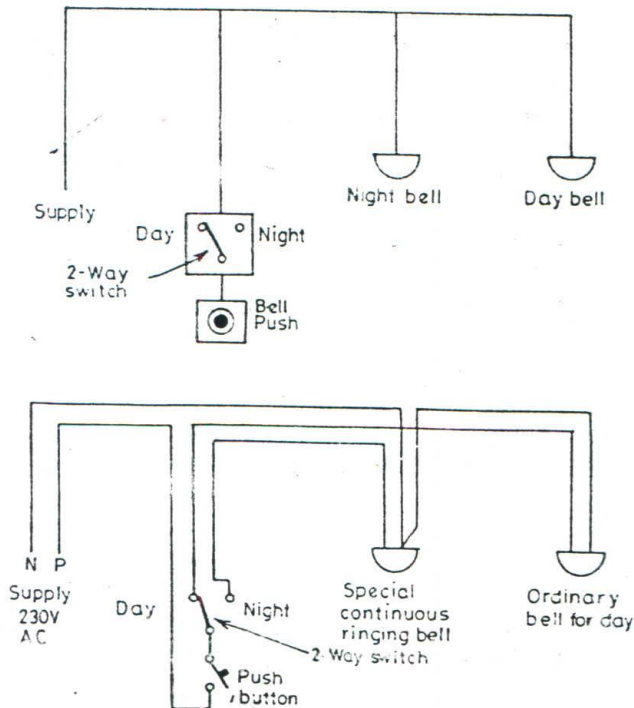 Supply
Day
Night
2-Way
switch
Bell
Push
Night bell
Day bell
N P
Supply
230V
AC
Day
Night
2-Way switch
Push
button
Special
continuous
ringing bell
Ordinary
bell for day